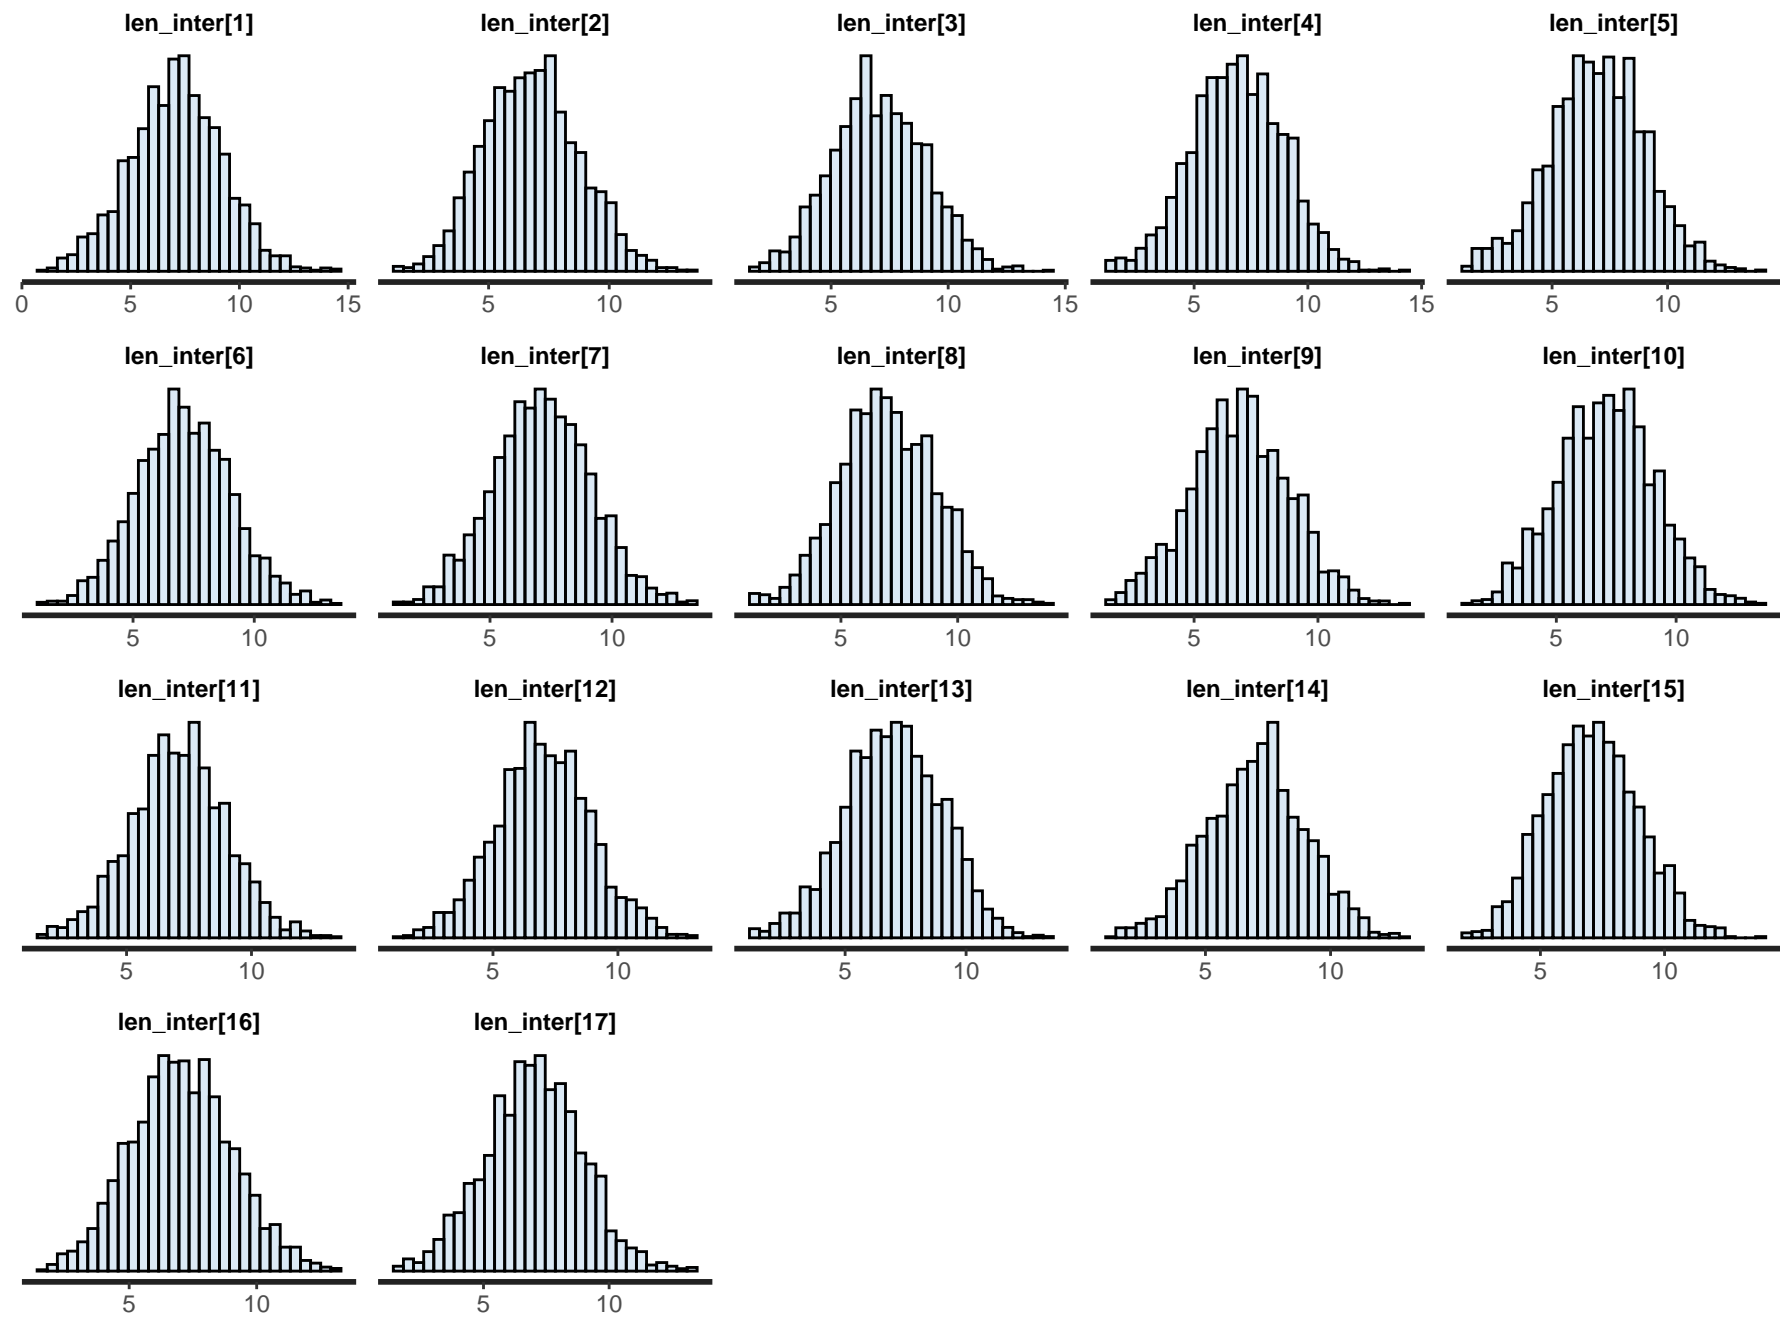 len_inter[1] len_inter[2] len_inter[3] len_inter[4] len_inter[5]
0 5 10 15 5 10 5 10 15 5 10 15 5 10
len_inter[6] len_inter[7] len_inter[8] len_inter[9] len_inter[10]
5 10 5 10 5 10 5 10 5 10
len_inter[11] len_inter[12] len_inter[13] len_inter[14] len_inter[15]
5 10 5 10 5 10 5 10 5 10
len_inter[16] len_inter[17]
5 10 5 10